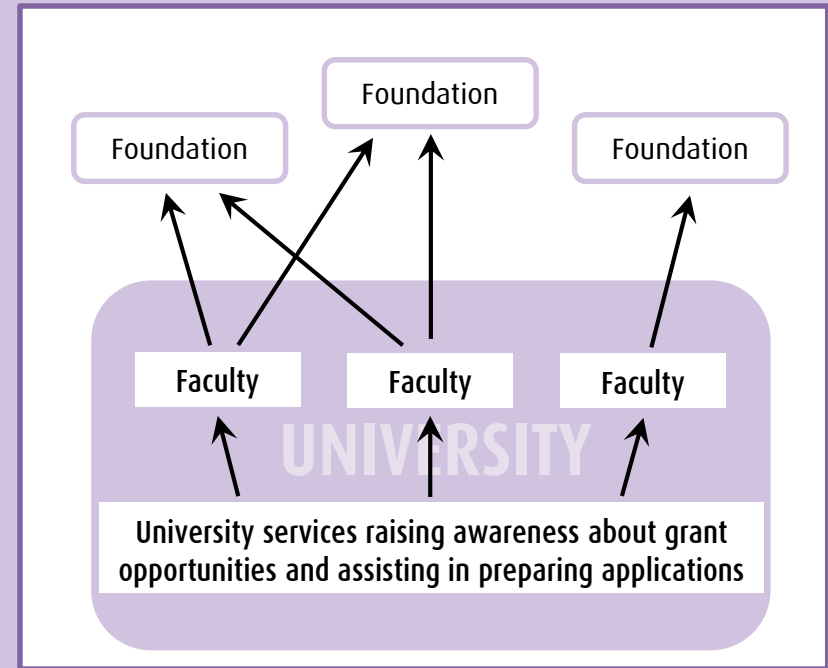 Foundation
Foundation
Foundation
Faculty
Faculty
Faculty
UNIVERSITY
University services raising awareness about grant
opportunities and assisting in preparing applications